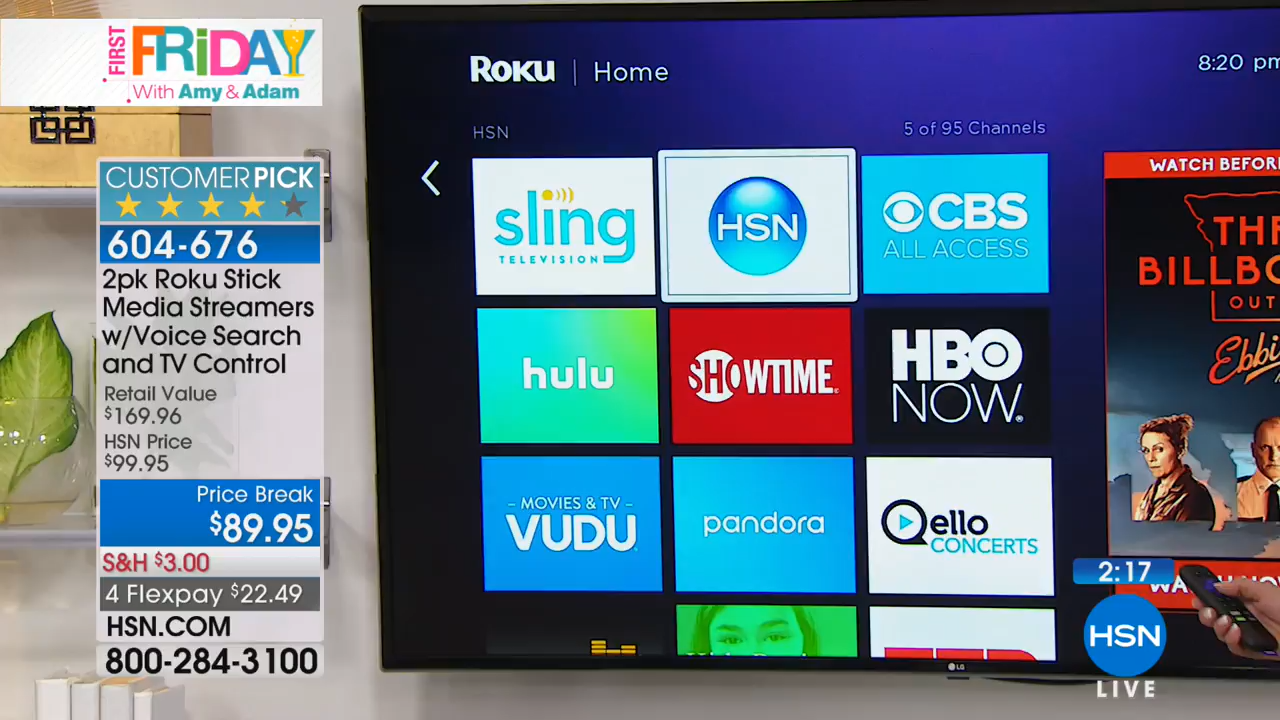 FIRST
FRiDAY
With Amy & Adam
CUSTOMER PICK
604-676
2pk Roku Stick
Media Streamers
w/Voice Search
and TV Control
Retail Value
$169.96
HSN Price
$99.95
Price Break
$89.95
S&H $3.00
4 Flexpay $22.49
HSN.COM
800-284-3100
Roku | Home
8:20 pm
HSN
5 of 95 Channels
sling
TELEVISION
HSN
CBS
ALL ACCESS
hulu
SHOWTIME
HBO
NOW
MOVIES & TV
VUDU
pandora
Qello
CONCERTS
WATCH BEFOR
THR
BILLBO
OUT
Ebbi
WA
LG
2:17
HSN
LIVE